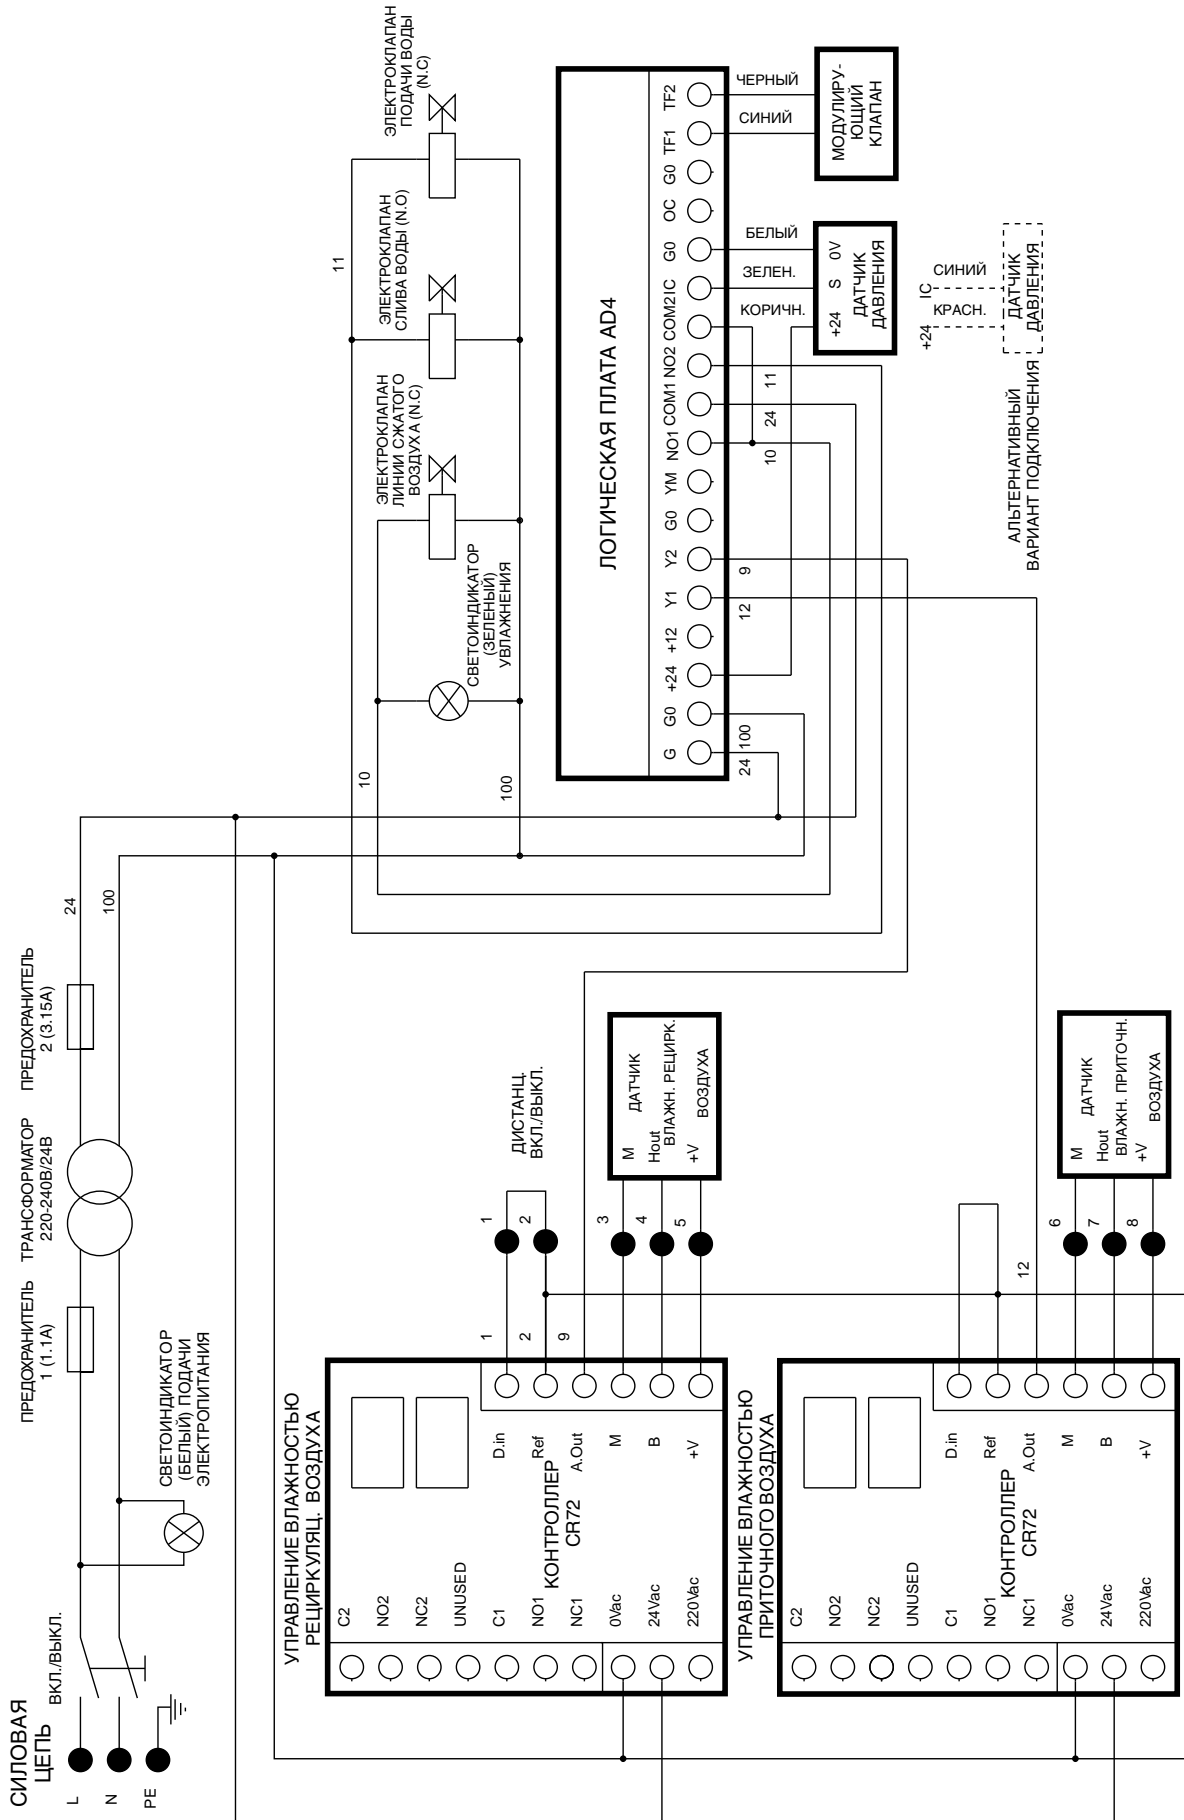 СИЛОВАЯ
ЦЕПЬ
L
N
PE
ВКЛ./ВЫКЛ.
СВЕТОИНДИКАТОР
(БЕЛЫЙ) ПОДАЧИ
ЭЛЕКТРОПИТАНИЯ
ПРЕДОХРАНИТЕЛЬ
1 (1.1А)
ТРАНСФОРМАТОР
220-240В/24В
ПРЕДОХРАНИТЕЛЬ
2 (3.15А)
24
100
11
10
100
СВЕТОИНДИКАТОР
(ЗЕЛЕНЫЙ)
УВЛАЖНЕНИЯ
ЭЛЕКТРОКЛАПАН
ЛИНИИ СЖАТОГО
ВОЗДУХА (N.C)
ЭЛЕКТРОКЛАПАН
СЛИВА ВОДЫ (N.O)
ЭЛЕКТРОКЛАПАН
ПОДАЧИ ВОДЫ
(N.C)
ЛОГИЧЕСКАЯ ПЛАТА AD4
G
G0
+24
+12
Y1
Y2
G0
YM
NO1
COM1
NO2
COM2
IC
G0
OC
G0
TF1
TF2
24
100
12
9
10
24
11
КОРИЧН.
ЗЕЛЕН.
БЕЛЫЙ
СИНИЙ
ЧЕРНЫЙ
+24
S
0V
ДАТЧИК
ДАВЛЕНИЯ
МОДУЛИРУ-
ЮЩИЙ
КЛАПАН
+24
IC
КРАСН.
СИНИЙ
ДАТЧИК
ДАВЛЕНИЯ
АЛЬТЕРНАТИВНЫЙ
ВАРИАНТ ПОДКЛЮЧЕНИЯ
УПРАВЛЕНИЕ ВЛАЖНОСТЬЮ
РЕЦИРКУЛЯЦ. ВОЗДУХА
C2
NO2
NC2
UNUSED
C1
NO1
NC1
0Vac
24Vac
220Vac
КОНТРОЛЛЕР
CR72
D.in
Ref
A.Out
M
B
+V
1
2
9
1
2
3
4
5
ДИСТАНЦ.
ВКЛ./ВЫКЛ.
M
Hout
+V
ДАТЧИК
ВЛАЖН. РЕЦИРК.
ВОЗДУХА
УПРАВЛЕНИЕ ВЛАЖНОСТЬЮ
ПРИТОЧНОГО ВОЗДУХА
C2
NO2
NC2
UNUSED
C1
NO1
NC1
0Vac
24Vac
220Vac
КОНТРОЛЛЕР
CR72
D.in
Ref
A.Out
M
B
+V
12
6
7
8
M
Hout
+V
ДАТЧИК
ВЛАЖН. ПРИТОЧН.
ВОЗДУХА